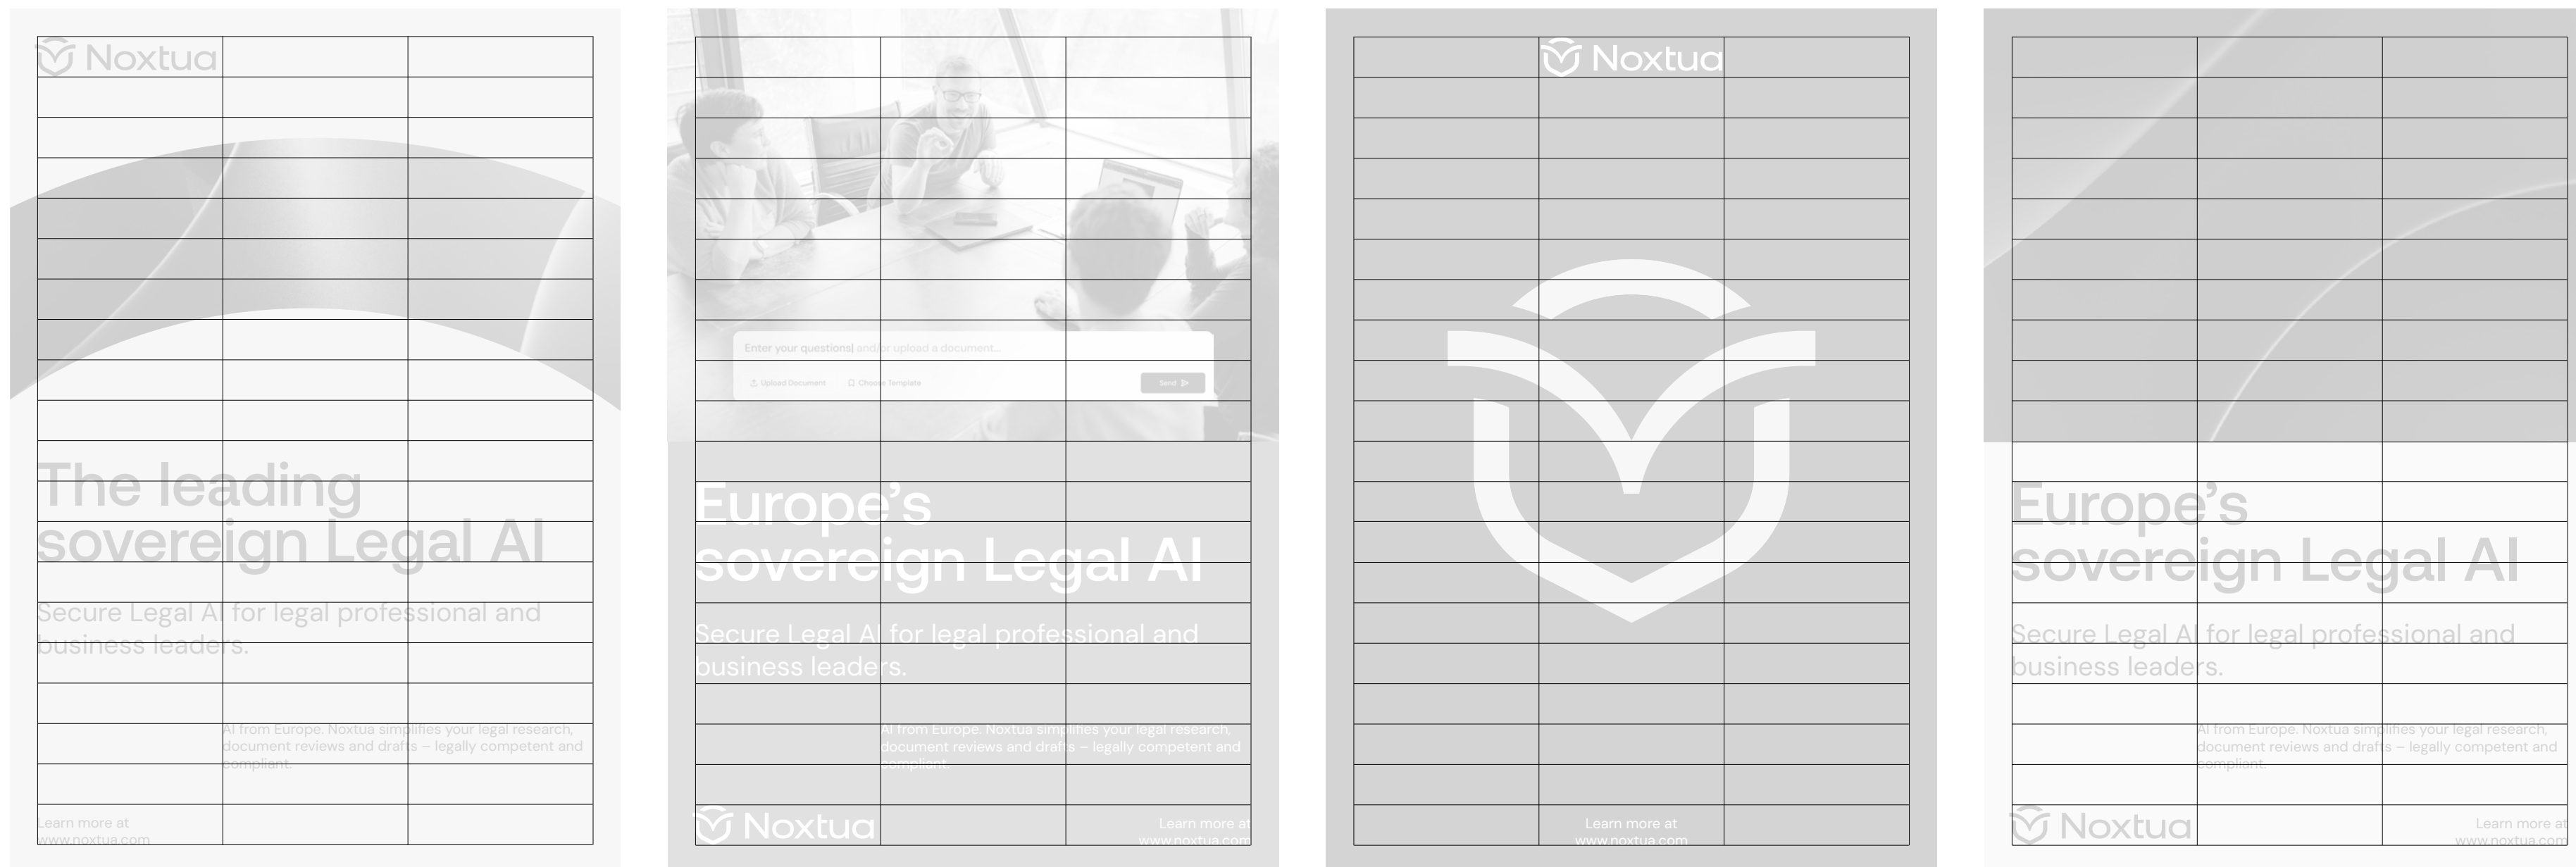 Noxtua
The leading
sovereign Legal AI
Secure Legal AI for legal professional and
business leaders.
AI from Europe. Noxtua simplifies your legal research,
document reviews and drafts – legally competent and
compliant.
Learn more at
www.noxtua.com
Enter your questions| and/or upload a document...
Upload Document
Choose Template
Send
Europe's
sovereign Legal AI
Secure Legal AI for legal professional and
business leaders.
AI from Europe. Noxtua simplifies your legal research,
document reviews and drafts – legally competent and
compliant.
Noxtua
Learn more at
www.noxtua.com
Noxtua
Learn more at
www.noxtua.com
Europe's
sovereign Legal AI
Secure Legal AI for legal professional and
business leaders.
AI from Europe. Noxtua simplifies your legal research,
document reviews and drafts – legally competent and
compliant.
Noxtua
Learn more at
www.noxtua.com